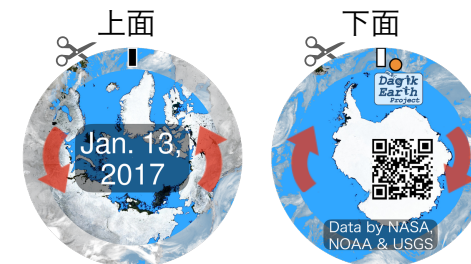 上面
下面
Jan. 13,
2017
Dagik
Earth
Project
Data by NASA,
NOAA & USGS